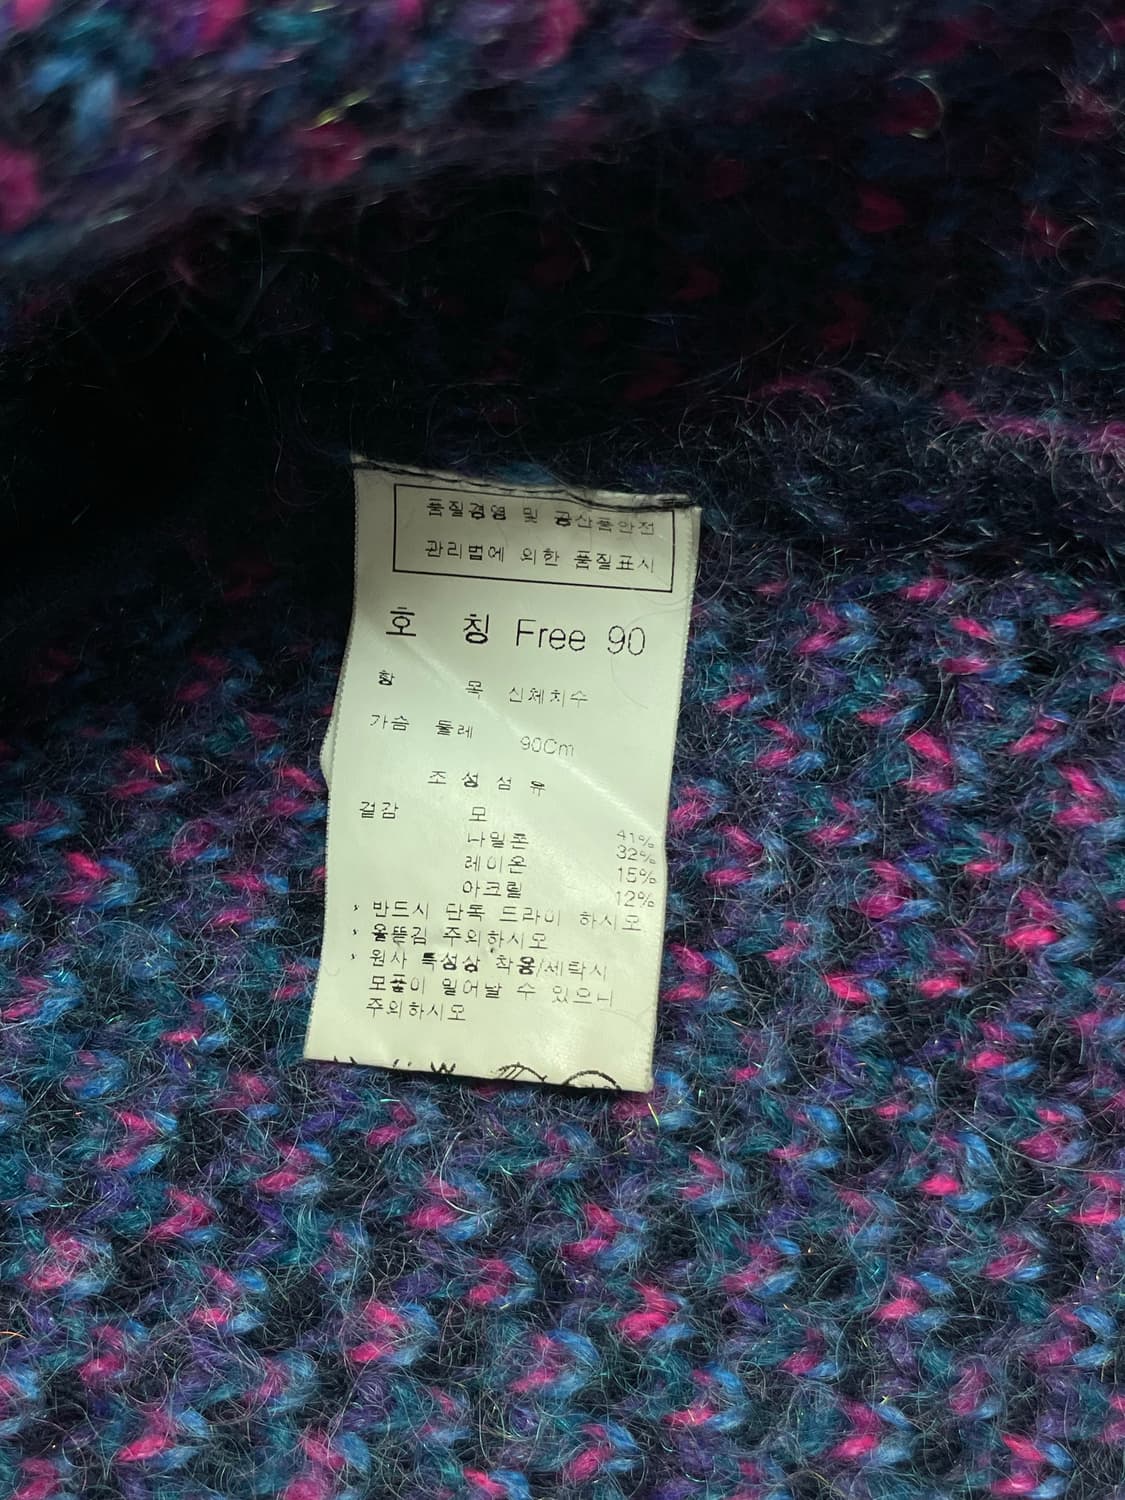 품질경영 및 공산품안전
관리법에 의한 품질표시
호 칭 Free 90
항 목 신체치수
가슴 둘레 90Cm
조성섬유
겉감 모 41%
나일론 32%
레이온 15%
아크릴 12%
반드시 단독 드라이 하시오
올뜯김 주의하시오
원사 특성상 착용/세탁시
모풀이 일어날 수 있으니
주의하시오